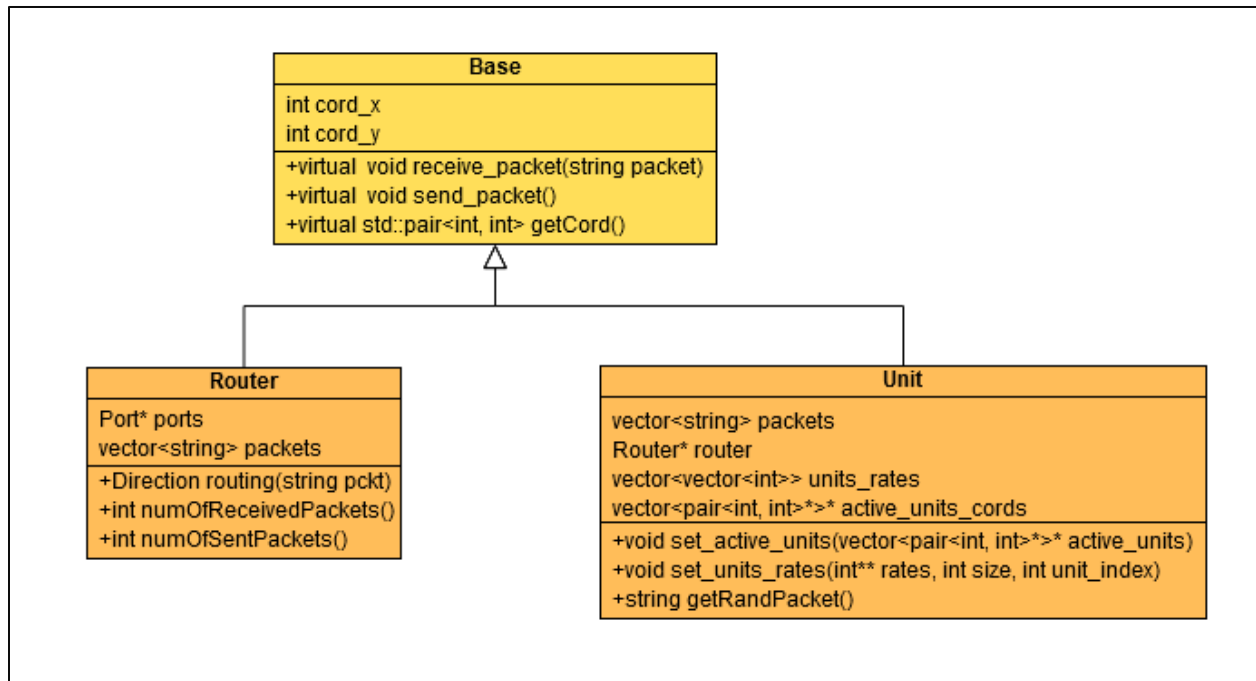 Base
int cord_x
int cord_y
+virtual  void receive_packet(string packet)
+virtual  void send_packet()
+virtual std::pair<int, int> getCord()
Router
Port* ports
vector<string> packets
+Direction routing(string pckt)
+int numOfReceivedPackets()
+int numOfSentPackets()
Unit
vector<string> packets
Router* router
vector<vector<int>> units_rates
vector<pair<int, int>*>* active_units_cords
+void set_active_units(vector<pair<int, int>*>* active_units)
+void set_units_rates(int** rates, int size, int unit_index)
+string getRandPacket()